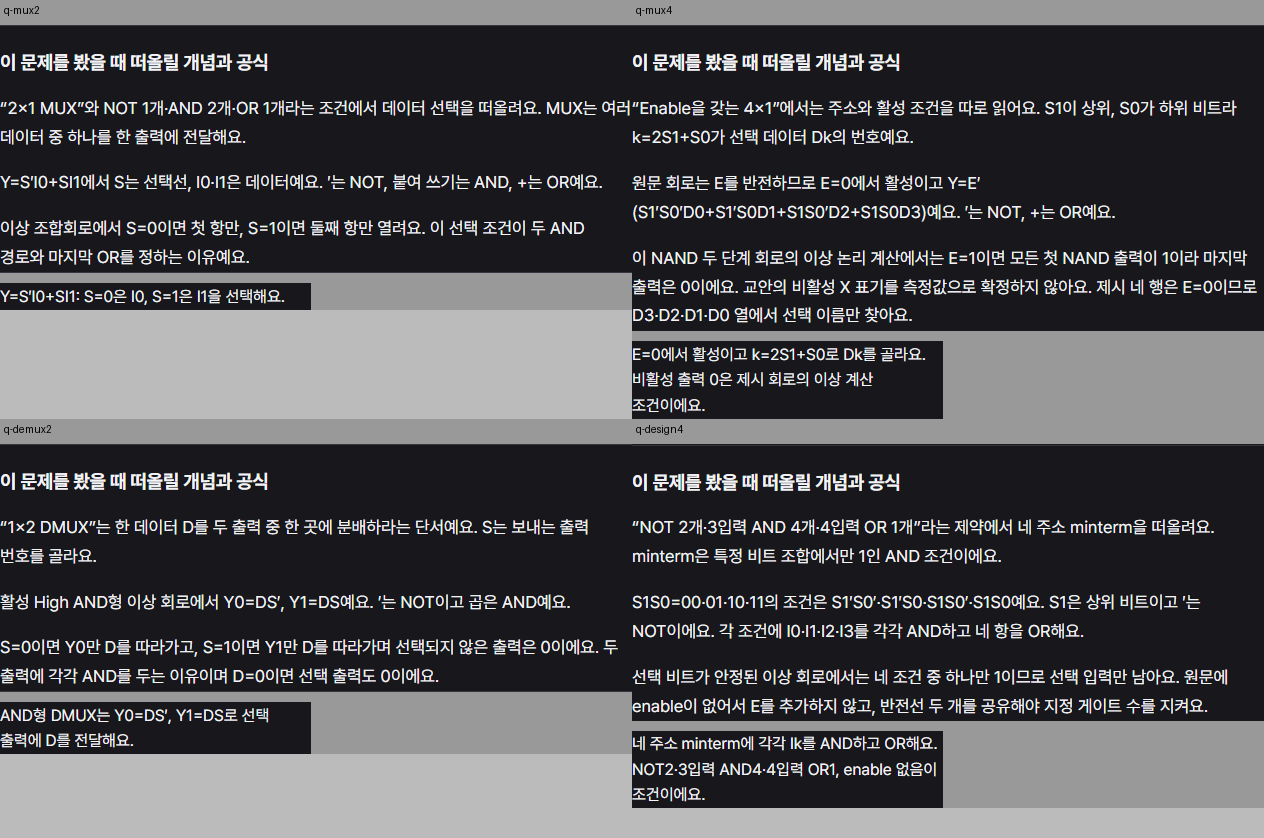 q-mux2
이 문제를 봤을 때 떠올릴 개념과 공식
“2×1 MUX”와 NOT 1개·AND 2개·OR 1개라는 조건에서 데이터 선택을 떠올려요. MUX는 여러
데이터 중 하나를 한 출력에 전달해요.
Y=S′I0+SI1에서 S는 선택선, I0·I1은 데이터예요. ′는 NOT, 붙여 쓰기는 AND, +는 OR예요.
이상 조합회로에서 S=0이면 첫 항만, S=1이면 둘째 항만 열려요. 이 선택 조건이 두 AND
경로와 마지막 OR를 정하는 이유예요.
Y=S′I0+SI1: S=0은 I0, S=1은 I1을 선택해요.
q-mux4
이 문제를 봤을 때 떠올릴 개념과 공식
“Enable을 갖는 4×1”에서는 주소와 활성 조건을 따로 읽어요. S1이 상위, S0가 하위 비트라
k=2S1+S0가 선택 데이터 Dk의 번호예요.
원문 회로는 E를 반전하므로 E=0에서 활성이고 Y=E′
(S1′S0′D0+S1′S0D1+S1S0′D2+S1S0D3)예요. ′는 NOT, +는 OR예요.
이 NAND 두 단계 회로의 이상 논리 계산에서는 E=1이면 모든 첫 NAND 출력이 1이라 마지막
출력은 0이에요. 교안의 비활성 X 표기를 측정값으로 확정하지 않아요. 제시 네 행은 E=0이므로
D3·D2·D1·D0 열에서 선택 이름만 찾아요.
E=0에서 활성이고 k=2S1+S0로 Dk를 골라요.
비활성 출력 0은 제시 회로의 이상 계산
조건이에요.
q-demux2
이 문제를 봤을 때 떠올릴 개념과 공식
“1×2 DMUX”는 한 데이터 D를 두 출력 중 한 곳에 분배하라는 단서예요. S는 보내는 출력
번호를 골라요.
활성 High AND형 이상 회로에서 Y0=DS′, Y1=DS예요. ′는 NOT이고 곱은 AND예요.
S=0이면 Y0만 D를 따라가고, S=1이면 Y1만 D를 따라가며 선택되지 않은 출력은 0이에요. 두
출력에 각각 AND를 두는 이유이며 D=0이면 선택 출력도 0이에요.
AND형 DMUX는 Y0=DS′, Y1=DS로 선택
출력에 D를 전달해요.
q-design4
이 문제를 봤을 때 떠올릴 개념과 공식
“NOT 2개·3입력 AND 4개·4입력 OR 1개”라는 제약에서 네 주소 minterm을 떠올려요.
minterm은 특정 비트 조합에서만 1인 AND 조건이에요.
S1S0=00·01·10·11의 조건은 S1′S0′·S1′S0·S1S0′·S1S0예요. S1은 상위 비트이고 ′는
NOT이에요. 각 조건에 I0·I1·I2·I3를 각각 AND하고 네 항을 OR해요.
선택 비트가 안정된 이상 회로에서는 네 조건 중 하나만 1이므로 선택 입력만 남아요. 원문에
enable이 없어서 E를 추가하지 않고, 반전선 두 개를 공유해야 지정 게이트 수를 지켜요.
네 주소 minterm에 각각 Ik를 AND하고 OR해요.
NOT2·3입력 AND4·4입력 OR1, enable 없음이
조건이에요.